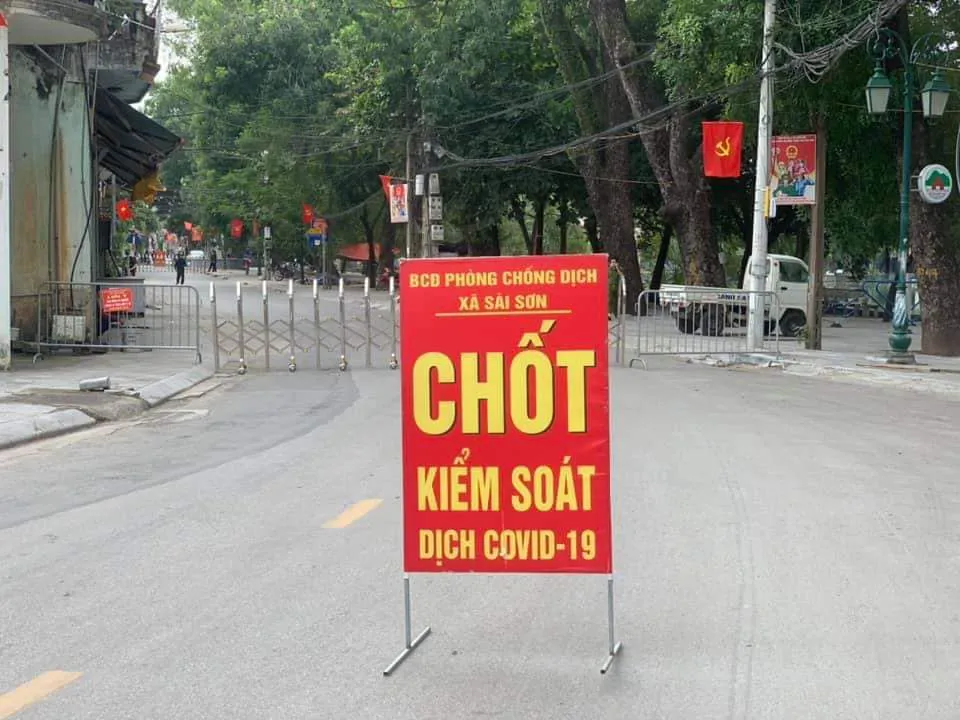 BCĐ PHÒNG CHỐNG DỊCH
XÃ SÀI SƠN
CHỐT
KIỂM SOÁT
DỊCH COVID-19